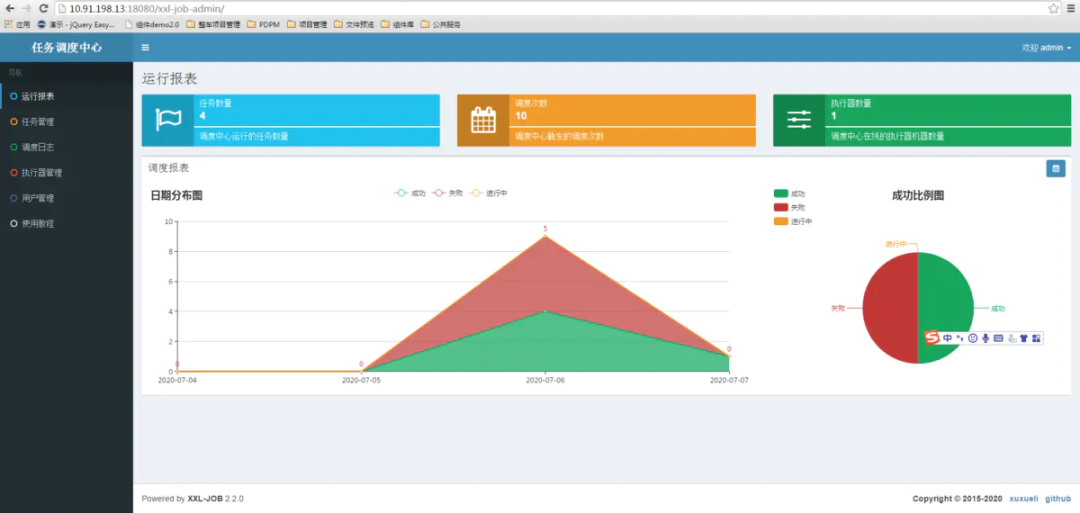 10.91.198.13:18080/xxl-job-admin/
应用 演示 - jQuery Easy... 组件demo2.0 整车项目管理 PDPM 项目管理 文件预览 组件库 公共服务
任务调度中心 欢迎 admin
导航
运行报表
任务管理
调度日志
执行器管理
用户管理
使用教程
运行报表
任务数量
4
调度中心运行的任务数量
调度次数
10
调度中心触发的调度次数
执行器数量
1
调度中心在线的执行器机器数量
调度报表
日期分布图
成功 失败 进行中
10
8
6
4
2
0
0 0 5 0
2020-07-04 2020-07-05 2020-07-06 2020-07-07
成功比例图
成功
失败
进行中
进行中
失败
成功
中
Powered by XXL-JOB 2.2.0
Copyright © 2015-2020 xuxueli github